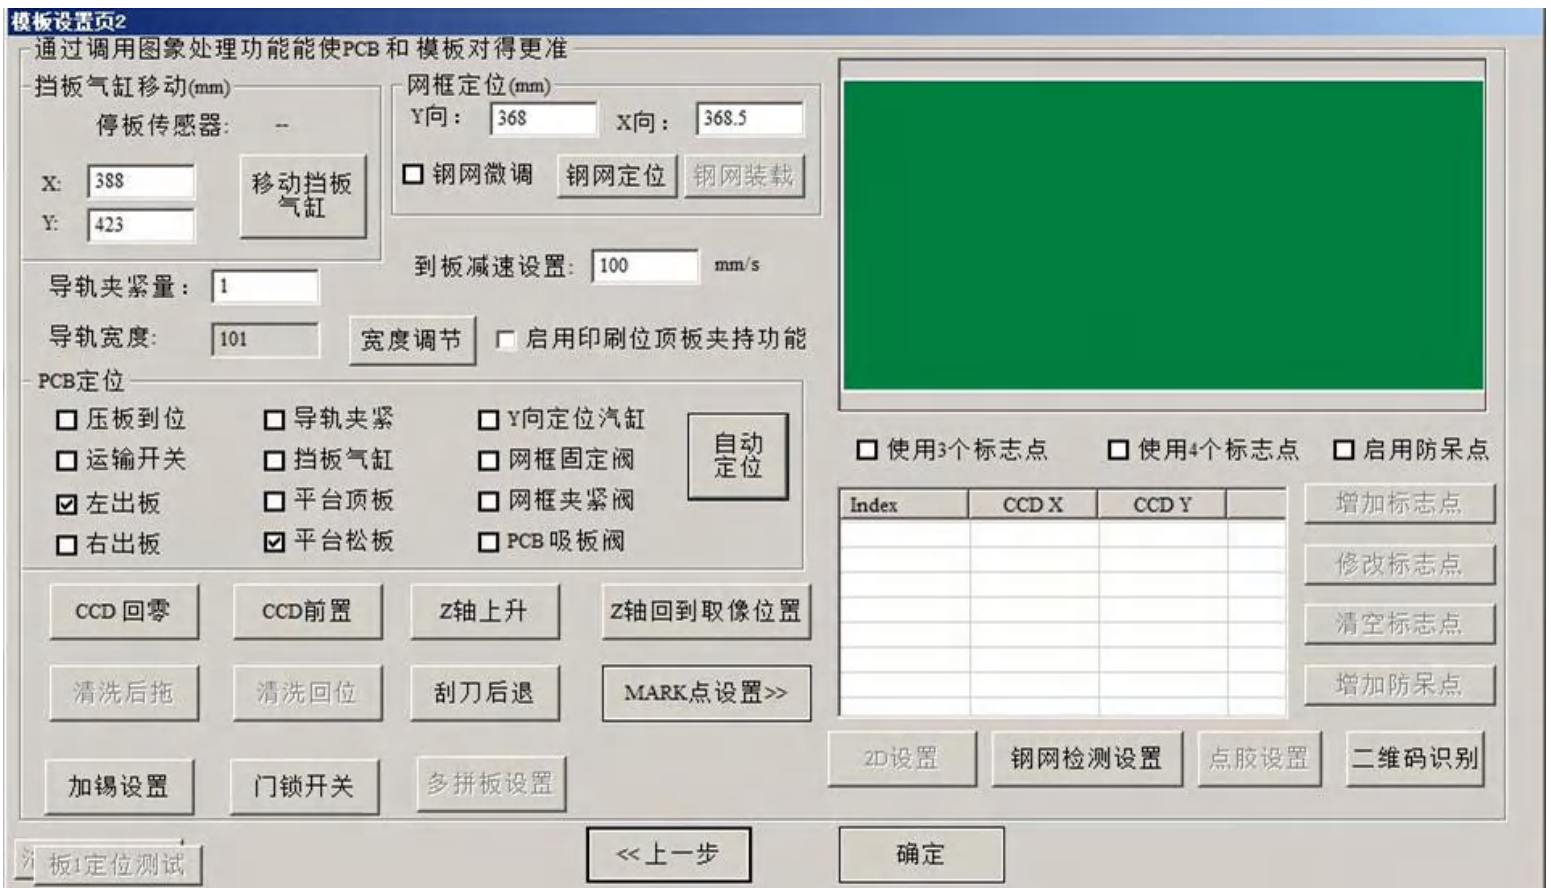 模板设置页2
通过调用图象处理功能能使PCB 和 模板对得更准
挡板气缸移动(mm)
停板传感器: --
X: 388
Y: 423
移动挡板
气缸
网框定位(mm)
Y向: 368 X向: 368.5
钢网微调 钢网定位 钢网装载
到板减速设置: 100 mm/s
导轨夹紧量: 1
导轨宽度: 101 宽度调节 启用印刷位顶板夹持功能
PCB定位
压板到位 导轨夹紧 Y向定位汽缸
运输开关 挡板气缸 网框固定阀
左出板 平台顶板 网框夹紧阀
右出板 平台松板 PCB 吸板阀
自动
定位
CCD 回零 CCD前置 Z轴上升 Z轴回到取像位置
清洗后拖 清洗回位 刮刀后退 MARK点设置>>
加锡设置 门锁开关 多拼板设置
使用3个标志点 使用4个标志点 启用防呆点
Index CCD X CCD Y
增加标志点
修改标志点
清空标志点
增加防呆点
2D设置 钢网检测设置 点胶设置 二维码识别
板1定位测试
<<上一步 确定